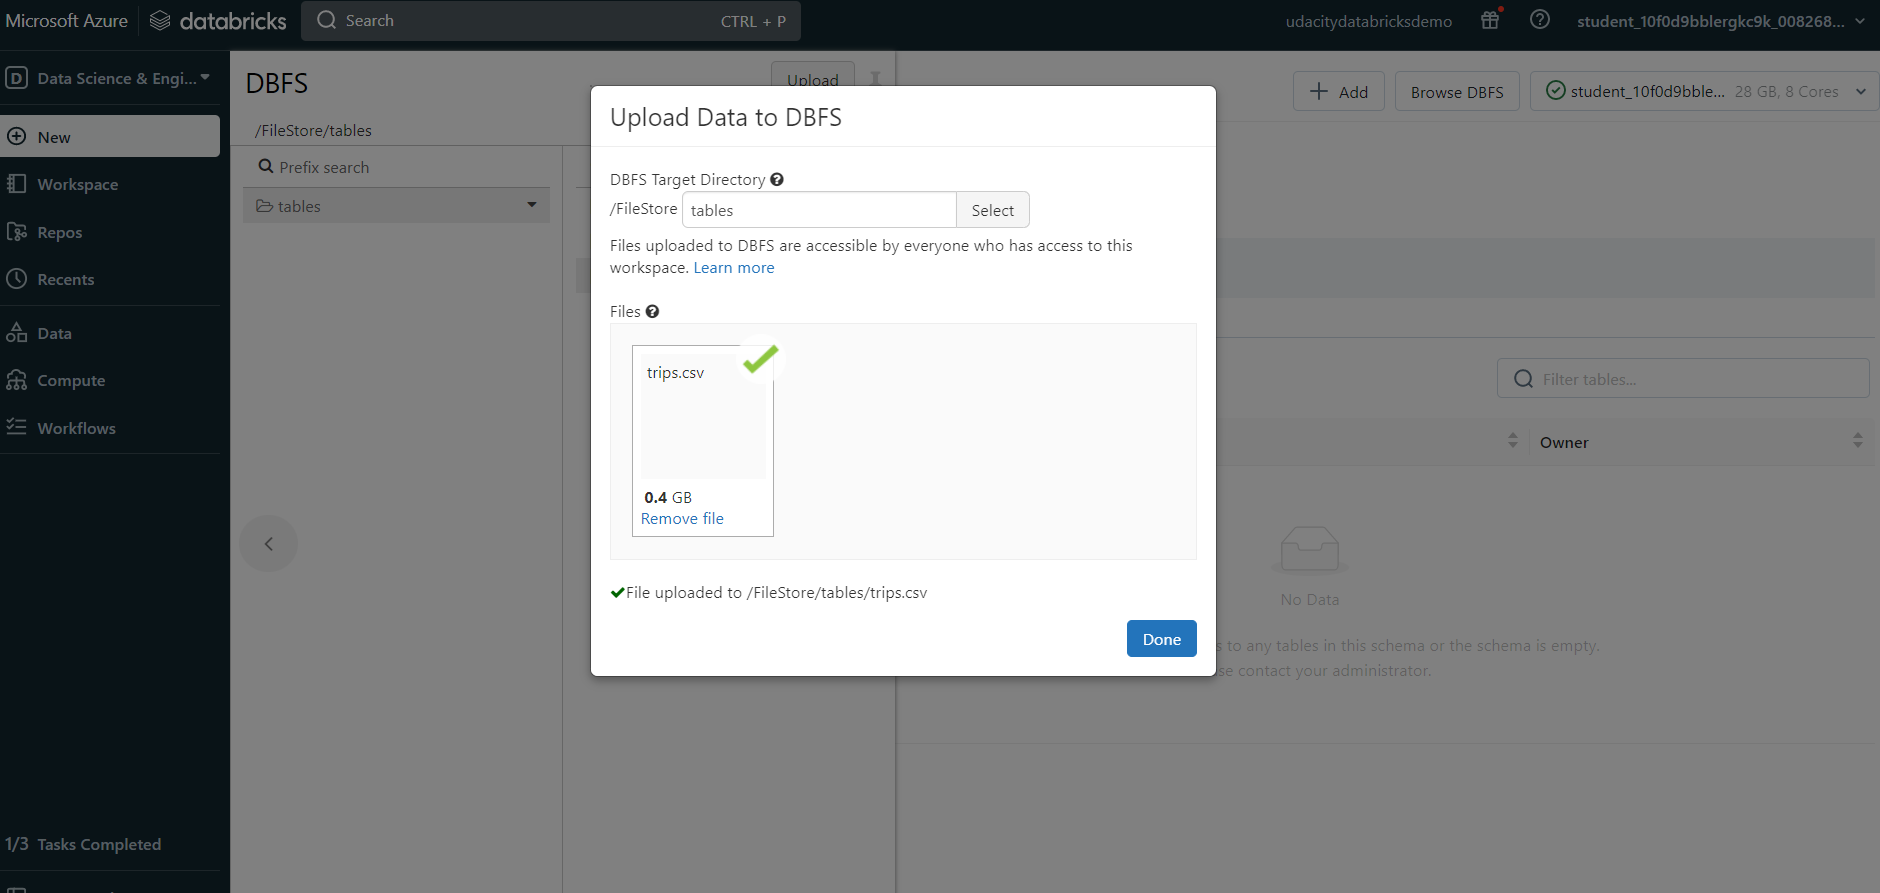 Microsoft Azure databricks Search CTRL + P udacitydatabricksdemo student_10f0d9bblergkc9k_008268...
D Data Science & Engi...
New
Workspace
Repos
Recents
Data
Compute
Workflows
1/3 Tasks Completed
DBFS
Upload
/FileStore/tables
Prefix search
tables
+ Add
Browse DBFS
student_10f0d9bble... 28 GB, 8 Cores
Upload Data to DBFS
DBFS Target Directory
/FileStore tables Select
Files uploaded to DBFS are accessible by everyone who has access to this
workspace. Learn more
Files
trips.csv
0.4 GB
Remove file
File uploaded to /FileStore/tables/trips.csv
Done
Filter tables...
Owner
No Data
to any tables in this schema or the schema is empty.
contact your administrator.